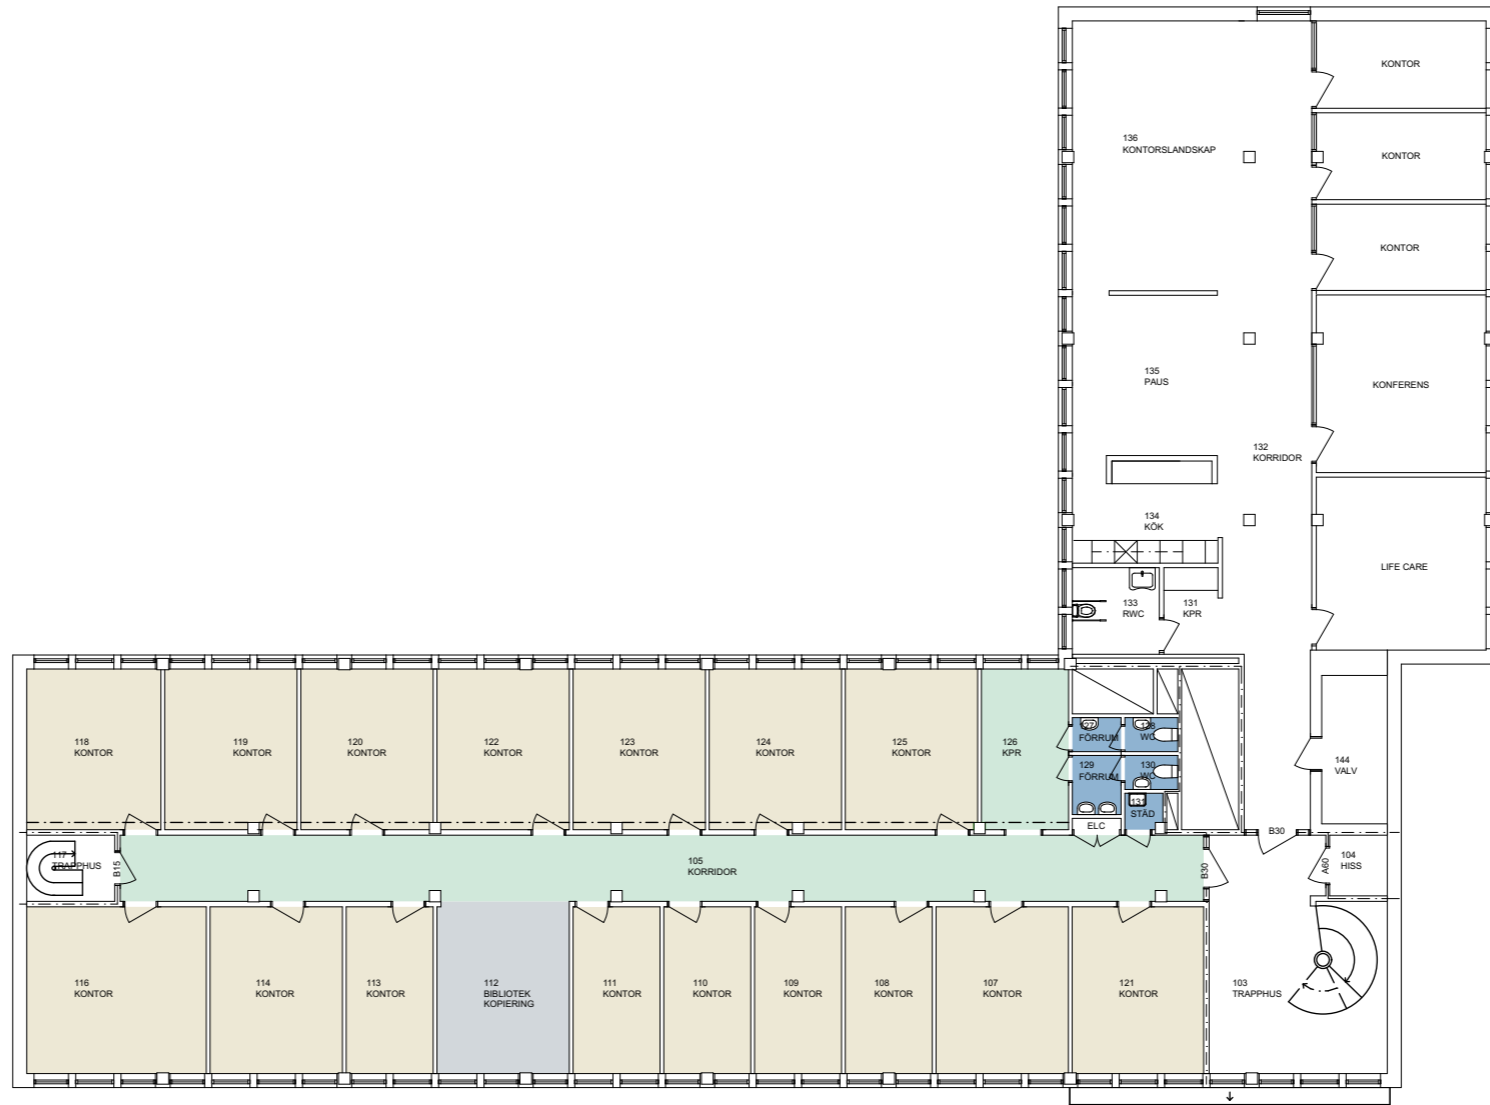 KONTOR
136
KONTORSLANDSKAP
KONTOR
KONTOR
135
PAUS
KONFERENS
132
KORRIDOR
134
KÖK
LIFE CARE
133
RWC
131
KPR
118
KONTOR
119
KONTOR
120
KONTOR
122
KONTOR
123
KONTOR
124
KONTOR
125
KONTOR
126
KPR
127
FÖRRUM
128
WC
129
FÖRRUM
130
WC
131
STÄD
ELC
144
VALV
B30
117
TRAPPHUS
B15
105
KORRIDOR
B30
A60
104
HISS
116
KONTOR
114
KONTOR
113
KONTOR
112
BIBLIOTEK
KOPIERING
111
KONTOR
110
KONTOR
109
KONTOR
108
KONTOR
107
KONTOR
121
KONTOR
103
TRAPPHUS